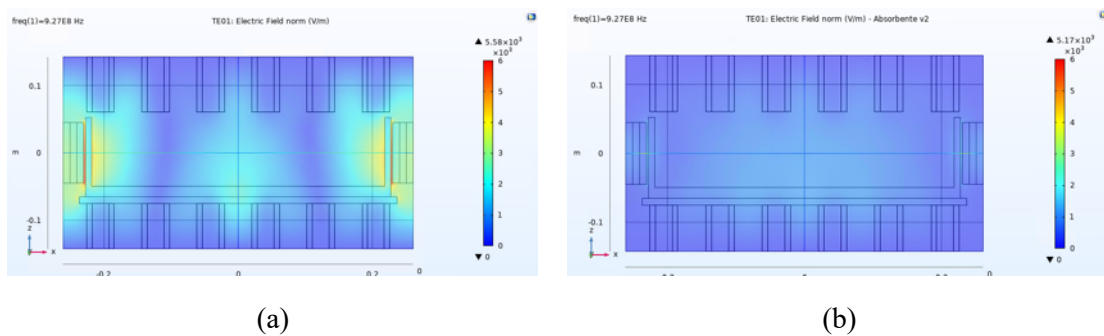 freq(1)=9.27E8 Hz
TE01: Electric Field norm (V/m)
▲ 5.58×10³
×10³
6
5
4
3
2
1
0
▼ 0
0.1
m
0
-0.1
z
x
-0.2
0
0.2
0
(a)
freq(1)=9.27E8 Hz
TE01: Electric Field norm (V/m) - Absorbente v2
▲ 5.17×10³
×10³
6
5
4
3
2
1
0
▼ 0
0.1
m
0
-0.1
z
x
0
(b)